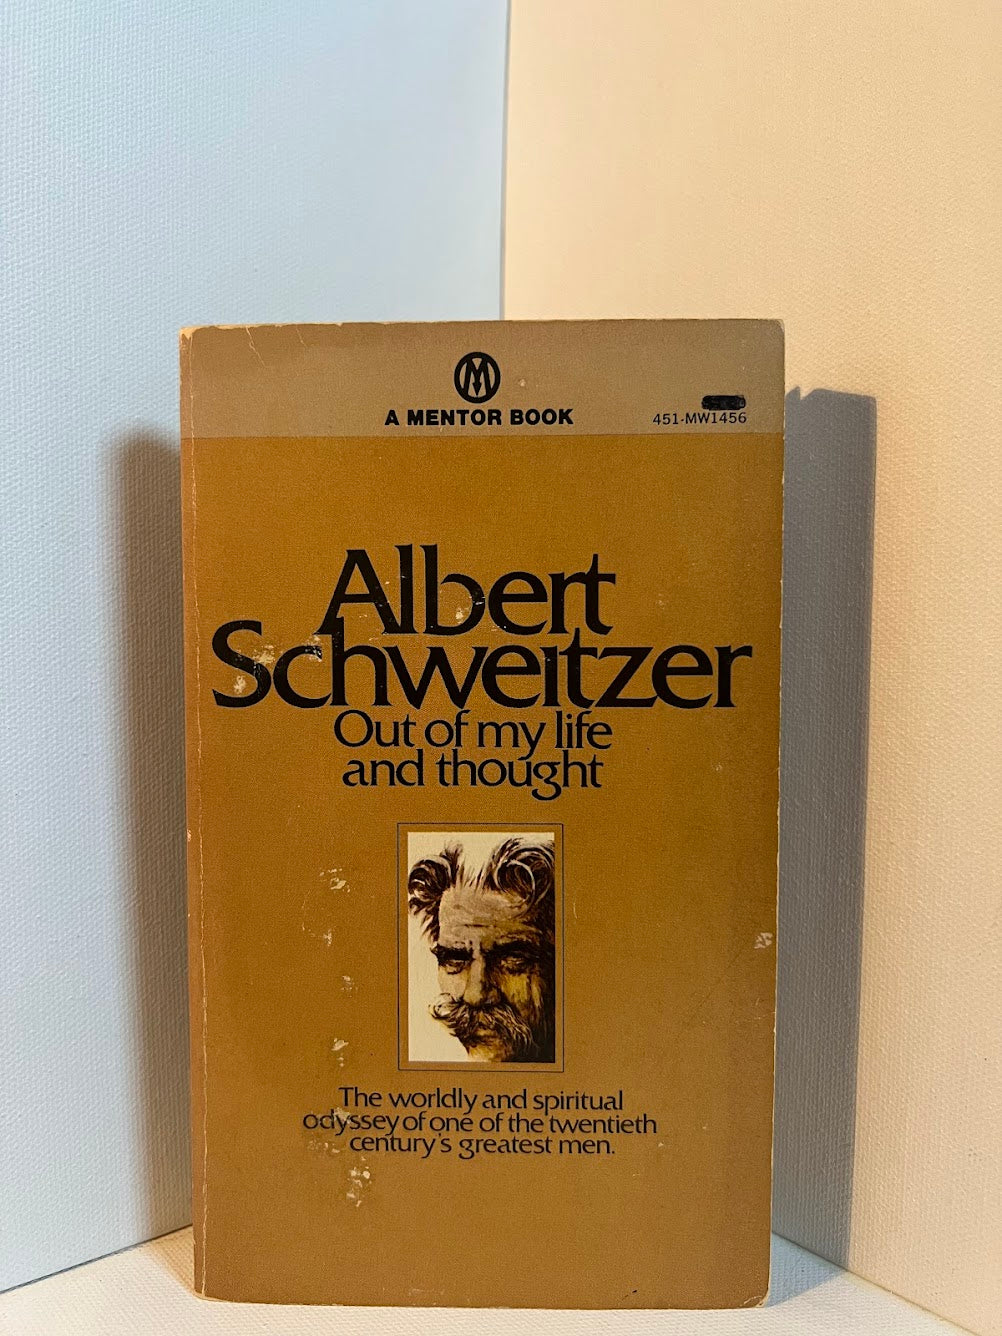 M
A MENTOR BOOK
451-MW1456
Albert
Schweitzer
Out of my life
and thought
The worldly and spiritual
odyssey of one of the twentieth
century's greatest men.